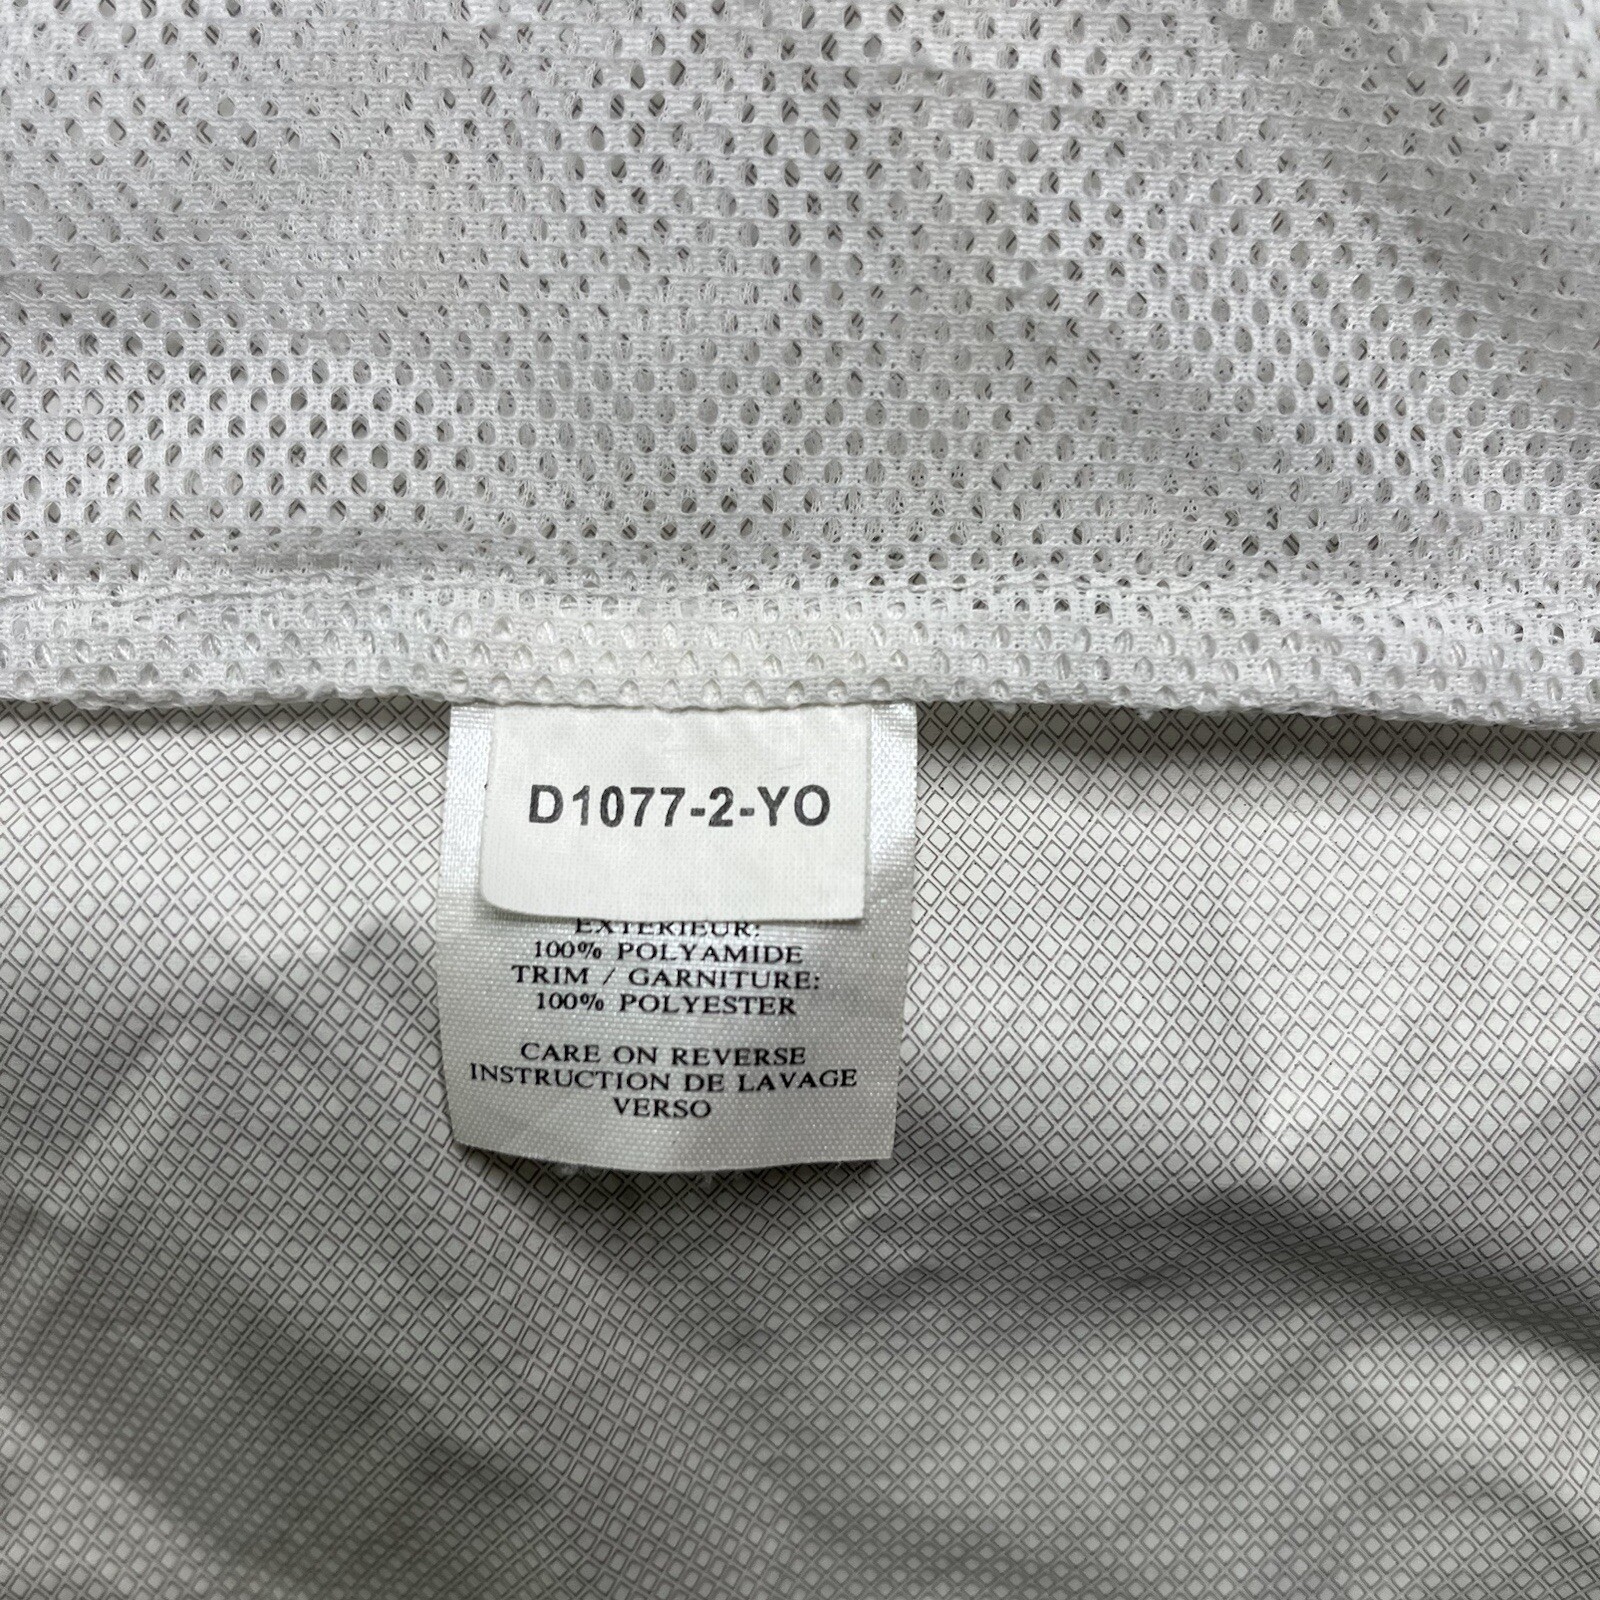 D1077-2-YO
EXTERIEUR:
100% POLYAMIDE
TRIM / GARNITURE:
100% POLYESTER
CARE ON REVERSE
INSTRUCTION DE LAVAGE
VERSO